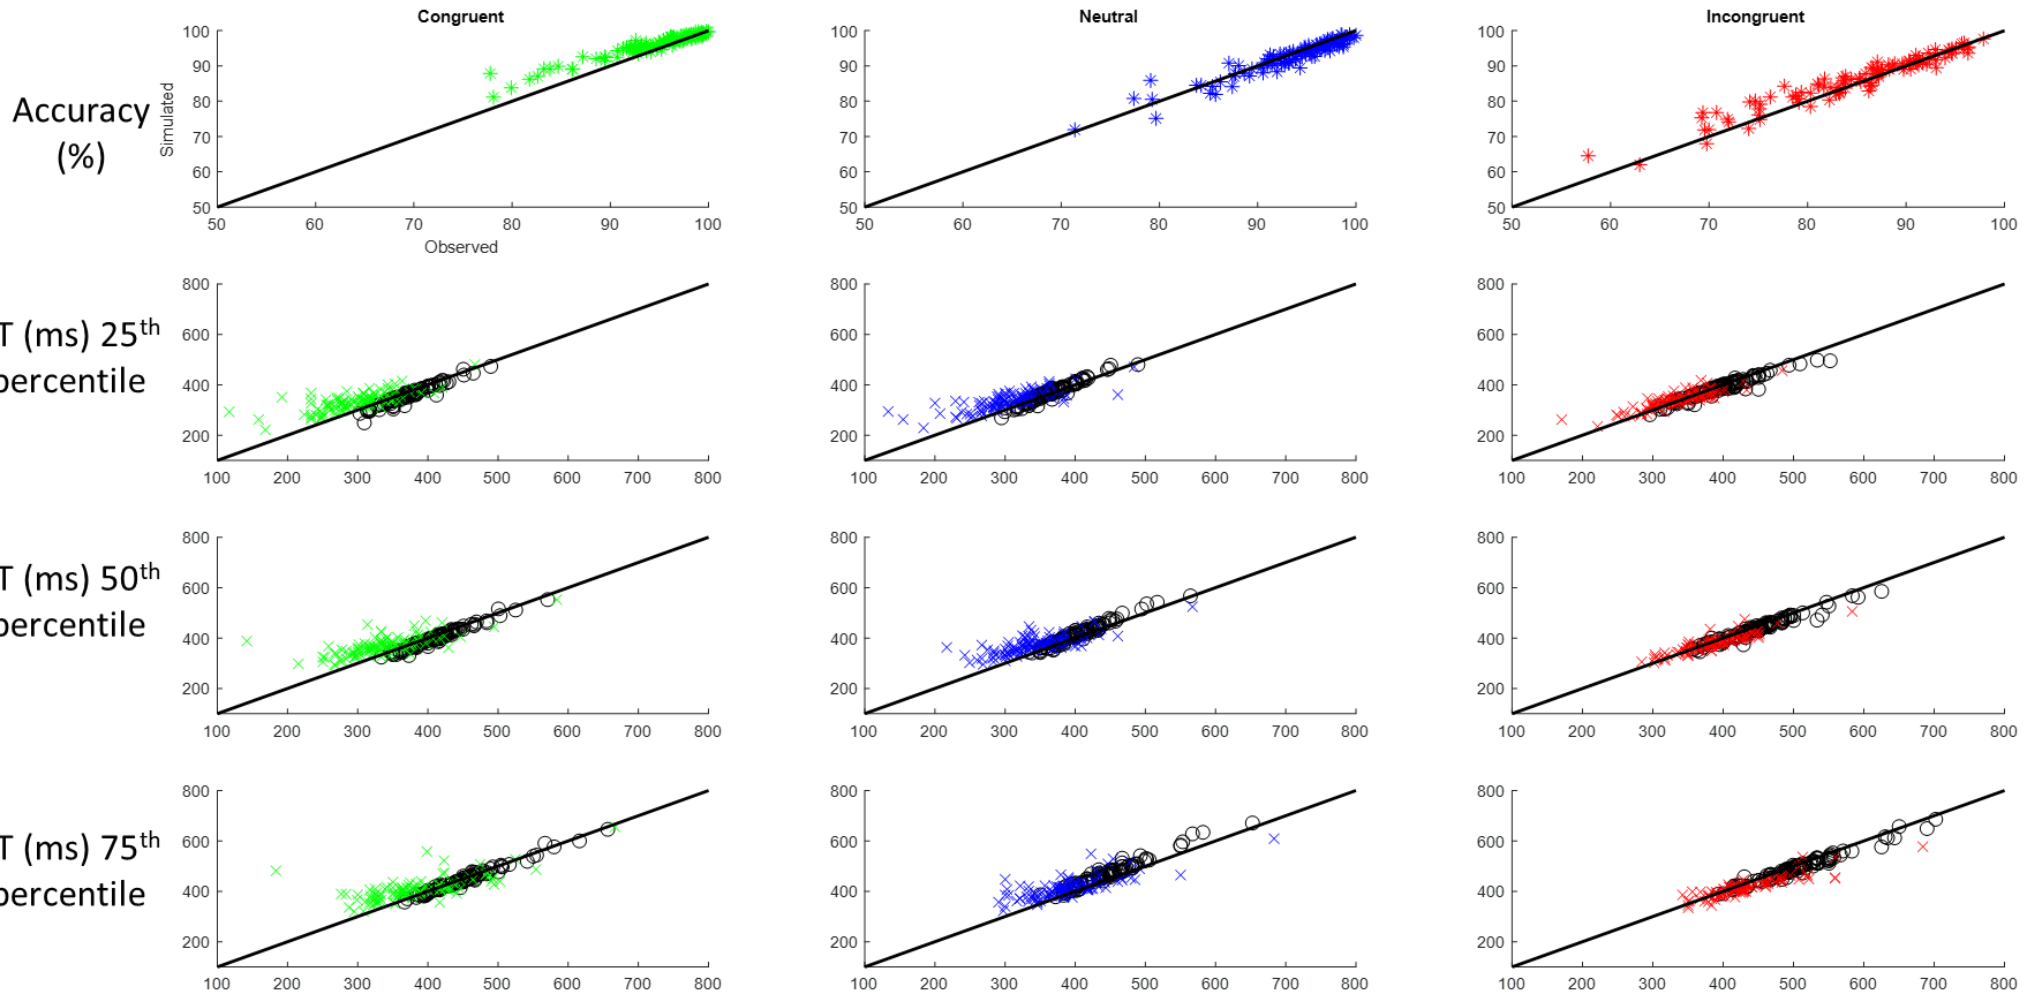 Congruent Neutral Incongruent
Accuracy
(%)
Simulated
100 100 100
90 90 90
80 80 80
70 70 70
60 60 60
50 50 50
50 60 70 80 90 100 50 60 70 80 90 100 50 60 70 80 90 100
Observed
T (ms) 25th
percentile
800 800 800
600 600 600
400 400 400
200 200 200
100 200 300 400 500 600 700 800 100 200 300 400 500 600 700 800 100 200 300 400 500 600 700 800
T (ms) 50th
percentile
800 800 800
600 600 600
400 400 400
200 200 200
100 200 300 400 500 600 700 800 100 200 300 400 500 600 700 800 100 200 300 400 500 600 700 800
T (ms) 75th
percentile
800 800 800
600 600 600
400 400 400
200 200 200
100 200 300 400 500 600 700 800 100 200 300 400 500 600 700 800 100 200 300 400 500 600 700 800